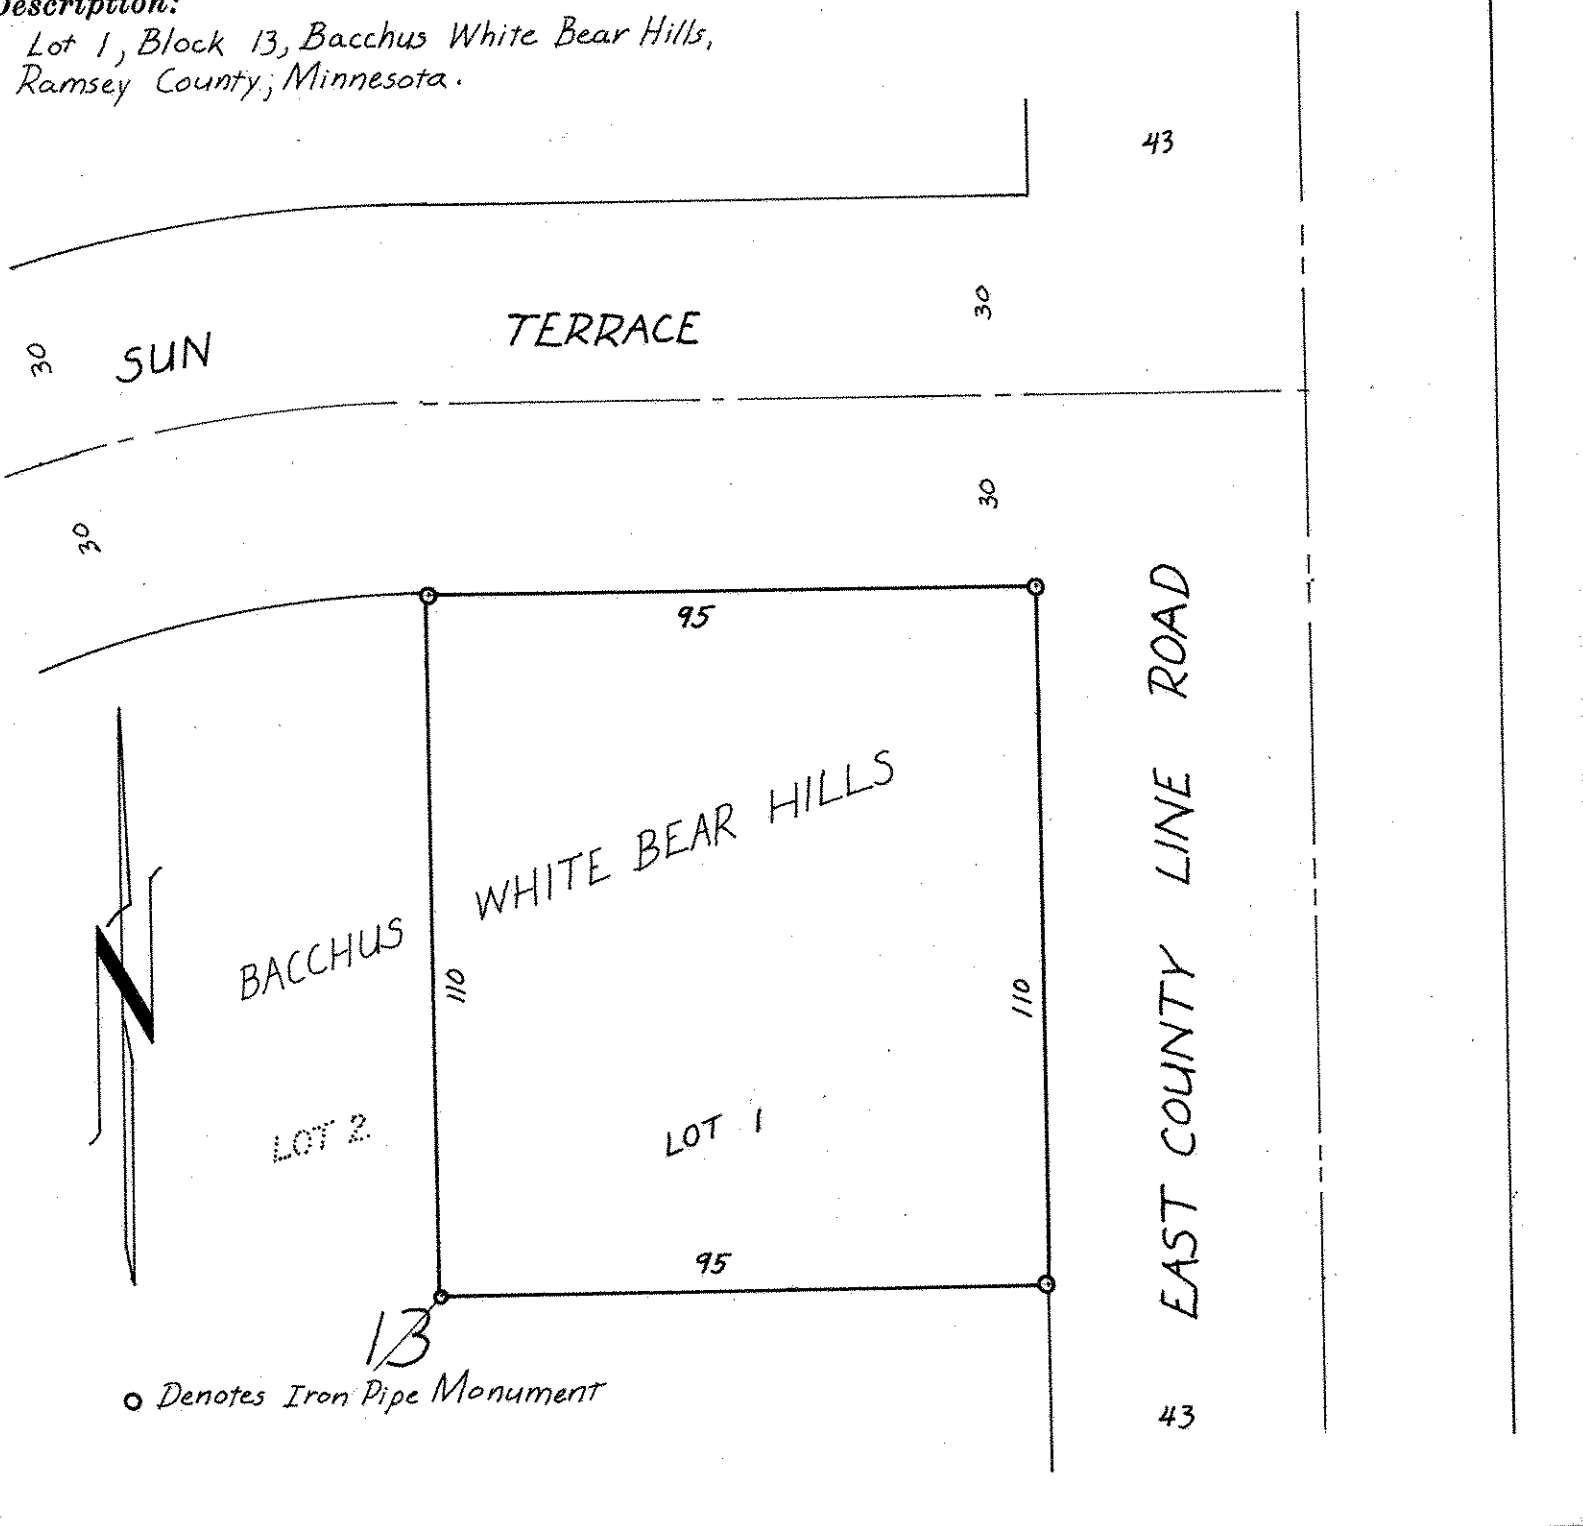 Description:
Lot 1, Block 13, Bacchus White Bear Hills,
Ramsey County, Minnesota.
43
30
SUN TERRACE
30
30
30
95
EAST COUNTY LINE ROAD
BACCHUS WHITE BEAR HILLS
110
110
LOT 2
LOT 1
95
13
N
o Denotes Iron Pipe Monument
43